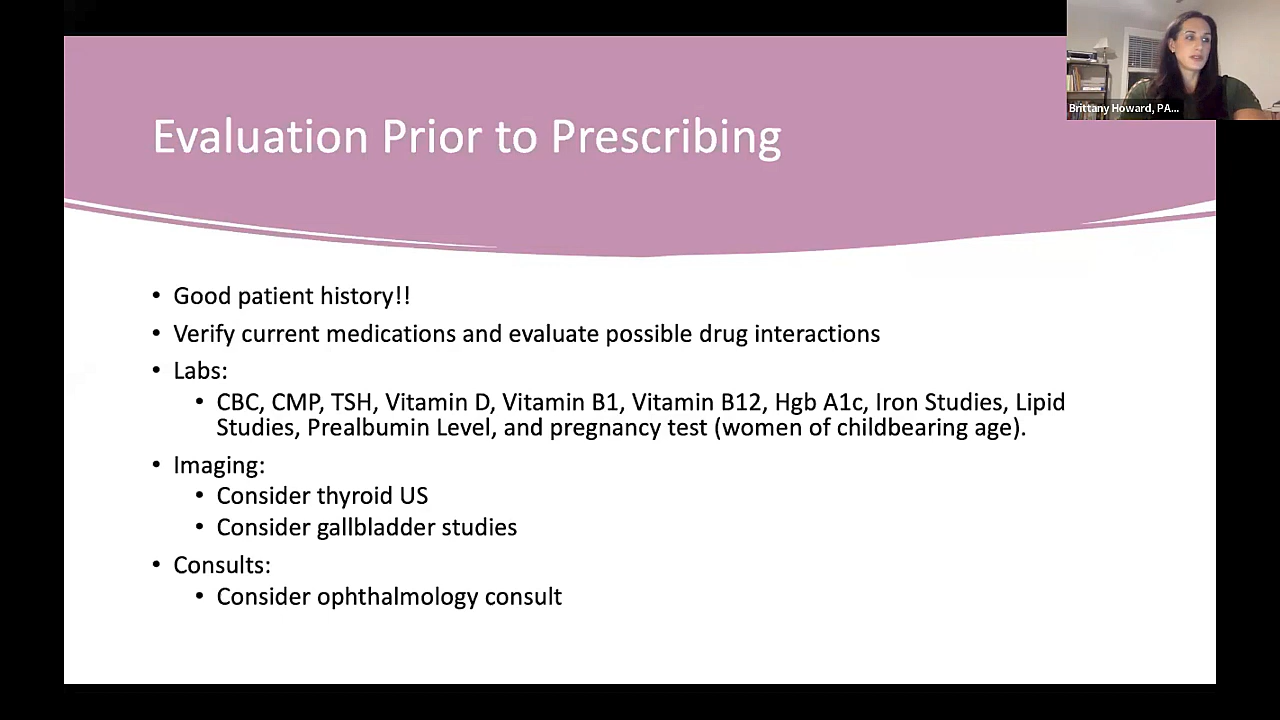 Brittany Howard, PA...
Evaluation Prior to Prescribing
• Good patient history!!
• Verify current medications and evaluate possible drug interactions
• Labs:
• CBC, CMP, TSH, Vitamin D, Vitamin B1, Vitamin B12, Hgb A1c, Iron Studies, Lipid
Studies, Prealbumin Level, and pregnancy test (women of childbearing age).
• Imaging:
• Consider thyroid US
• Consider gallbladder studies
• Consults:
• Consider ophthalmology consult